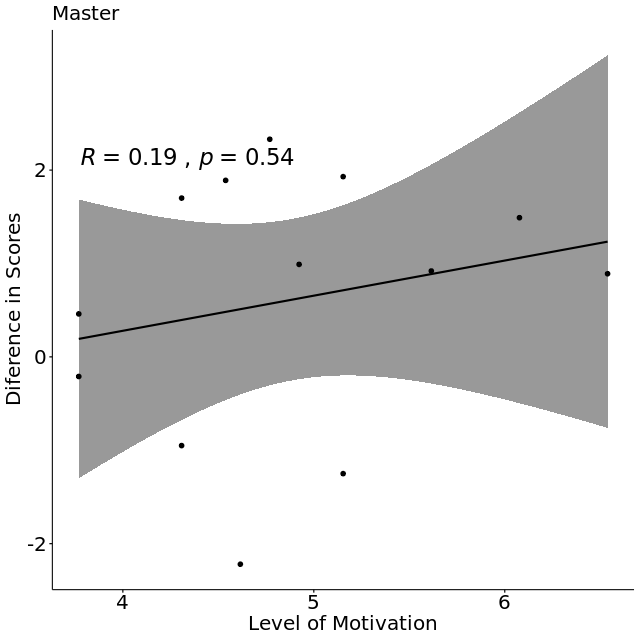 Master
R = 0.19 , p = 0.54
Diference in Scores
2
0
-2
4
5
6
Level of Motivation